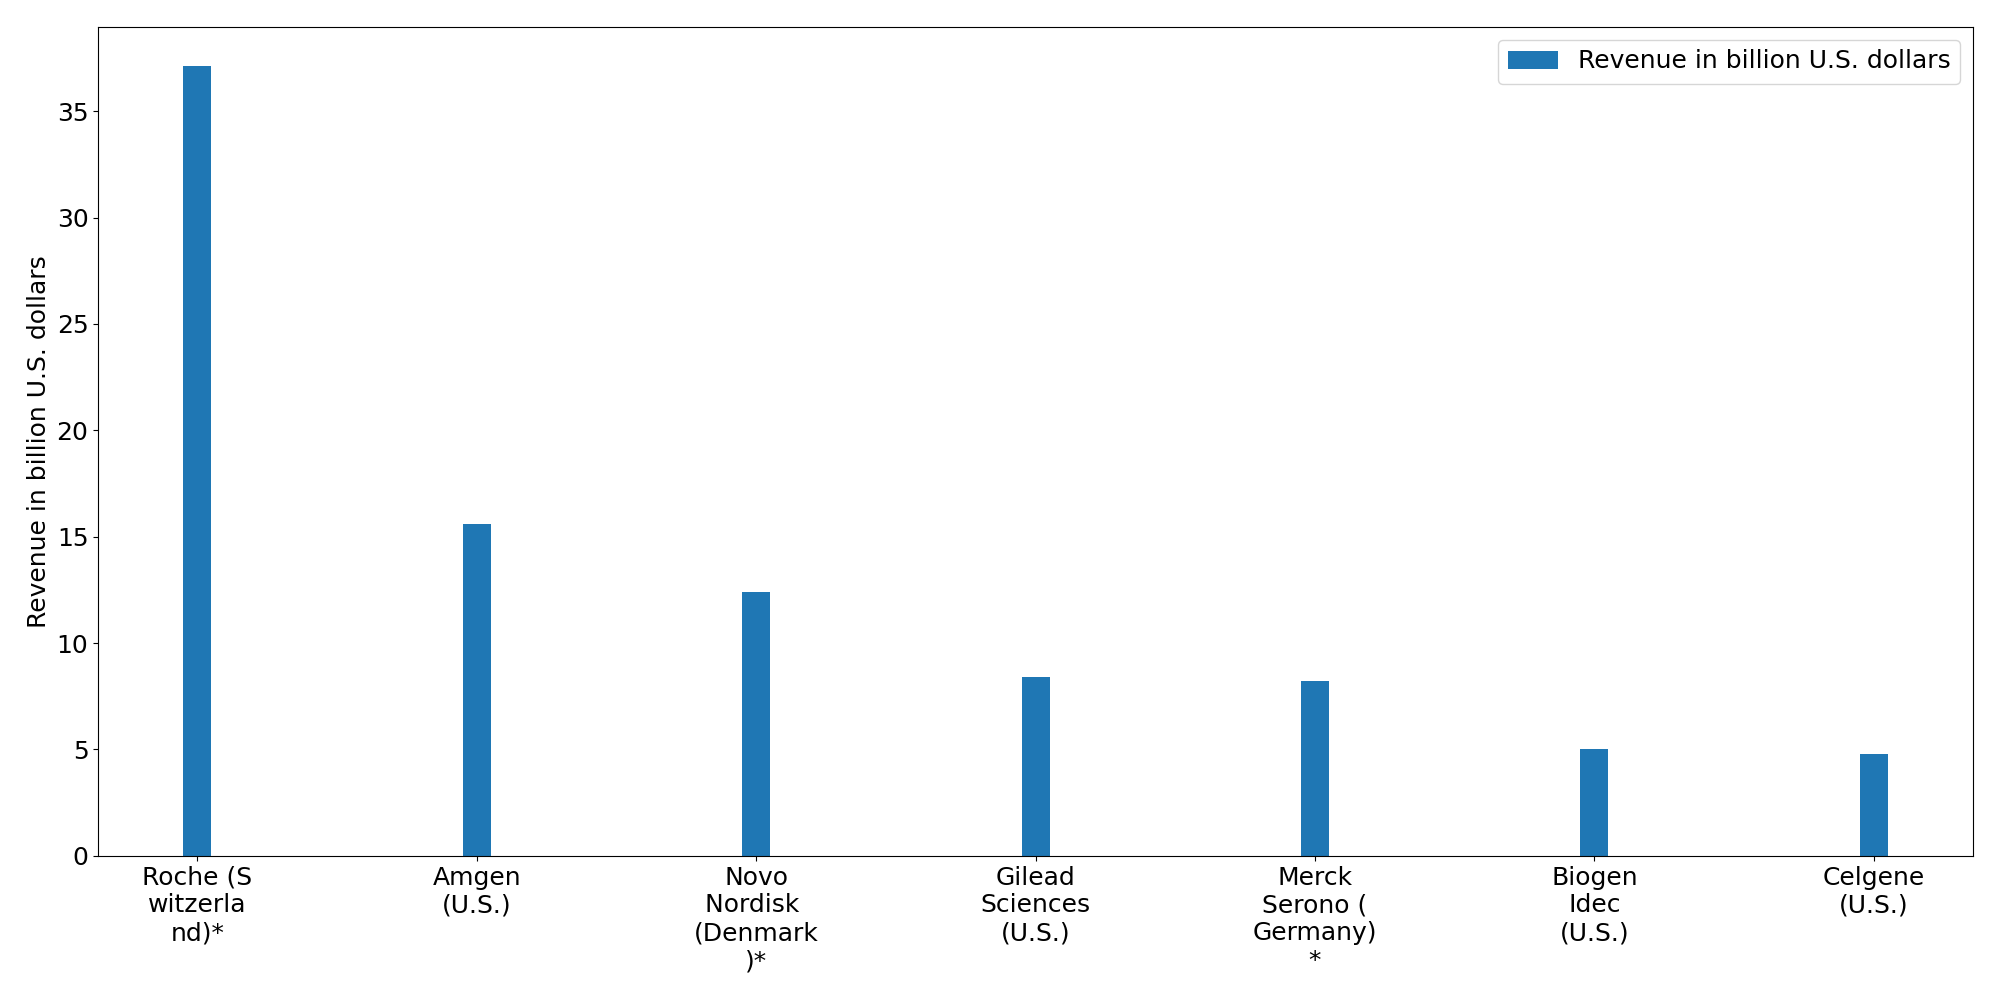 Revenue in billion U.S. dollars
Revenue in billion U.S. dollars
35
30
25
20
15
10
5
0
Roche (S
witzerla
nd)*
Amgen
(U.S.)
Novo
Nordisk
(Denmark
)*
Gilead
Sciences
(U.S.)
Merck
Serono (
Germany)
*
Biogen
Idec
(U.S.)
Celgene
(U.S.)